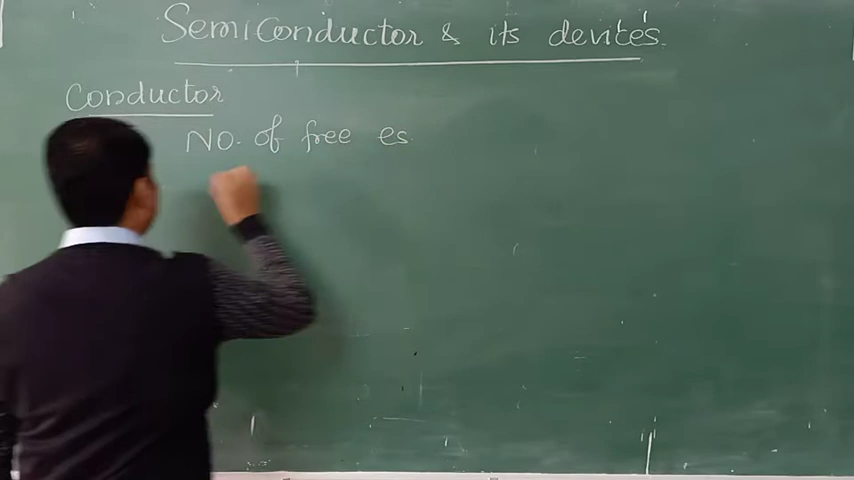 Semiconductor & its devices.
Conductor
No. of free es.